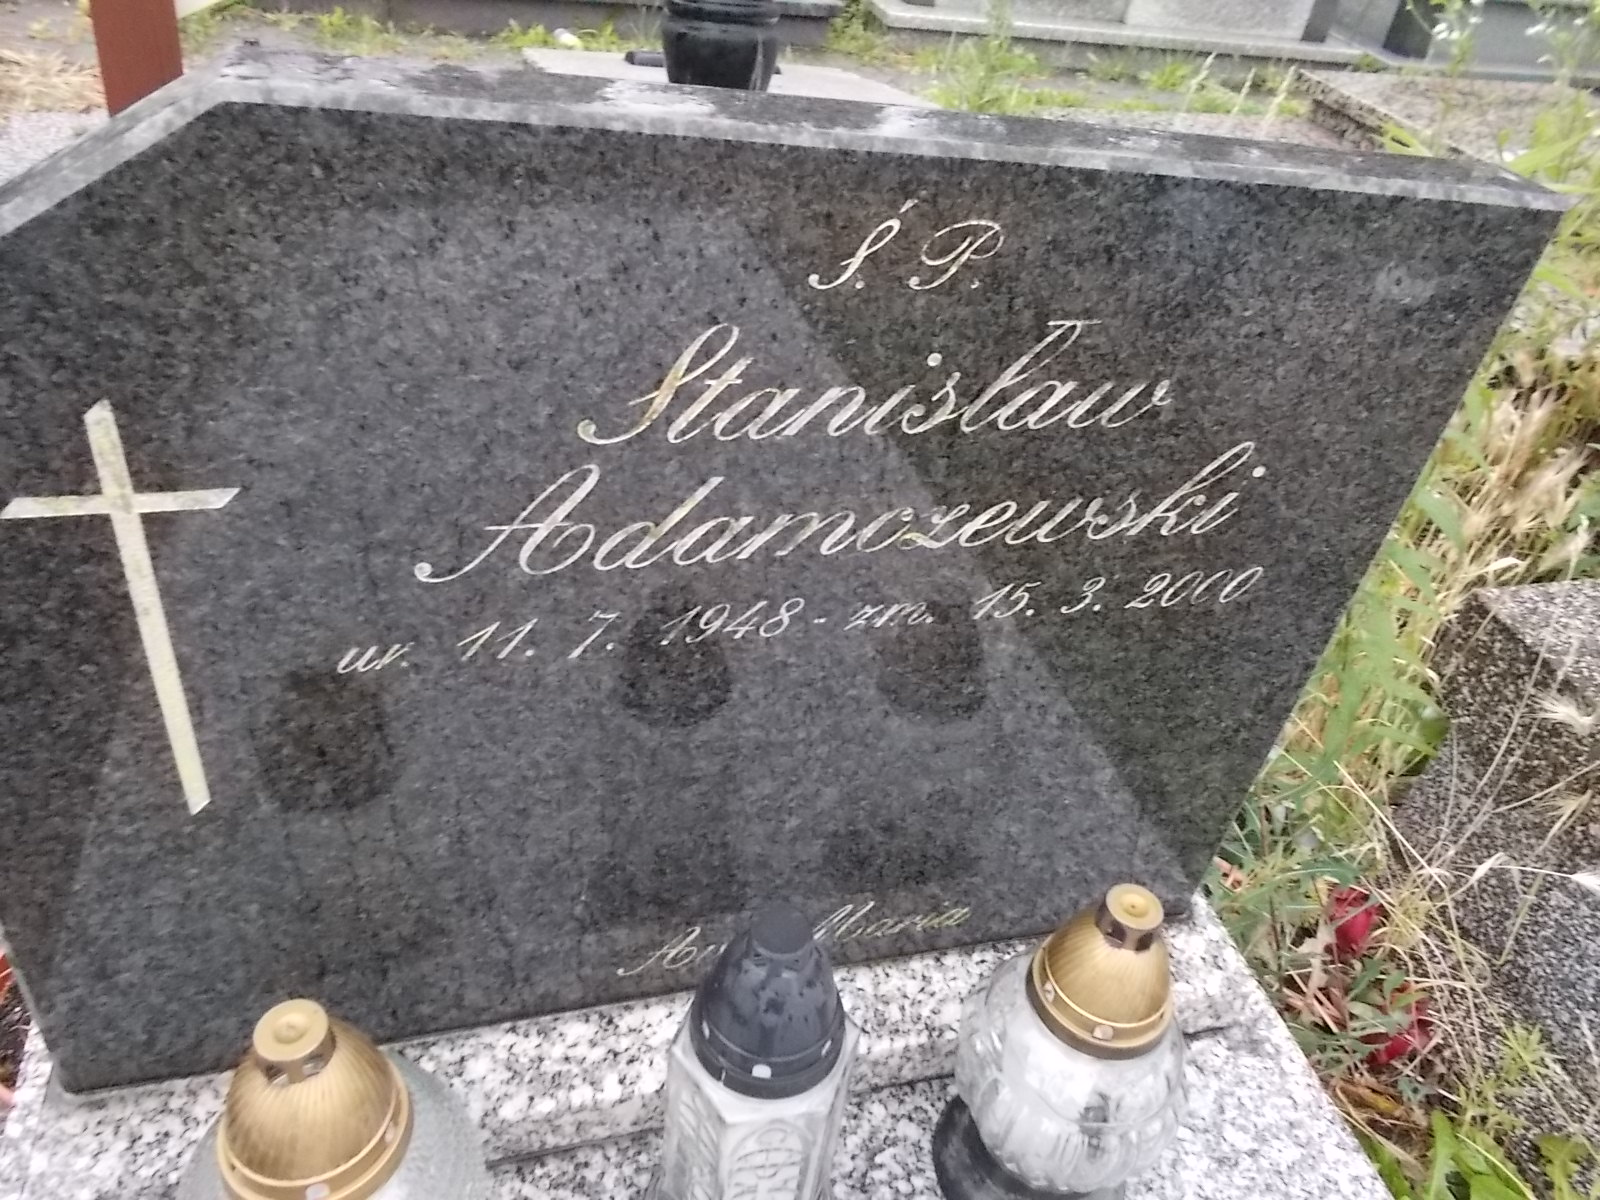 Ś. P.
Stanisław
Adamczewski
ur. 11. 7. 1948 - zm. 15. 3. 2000
Maria